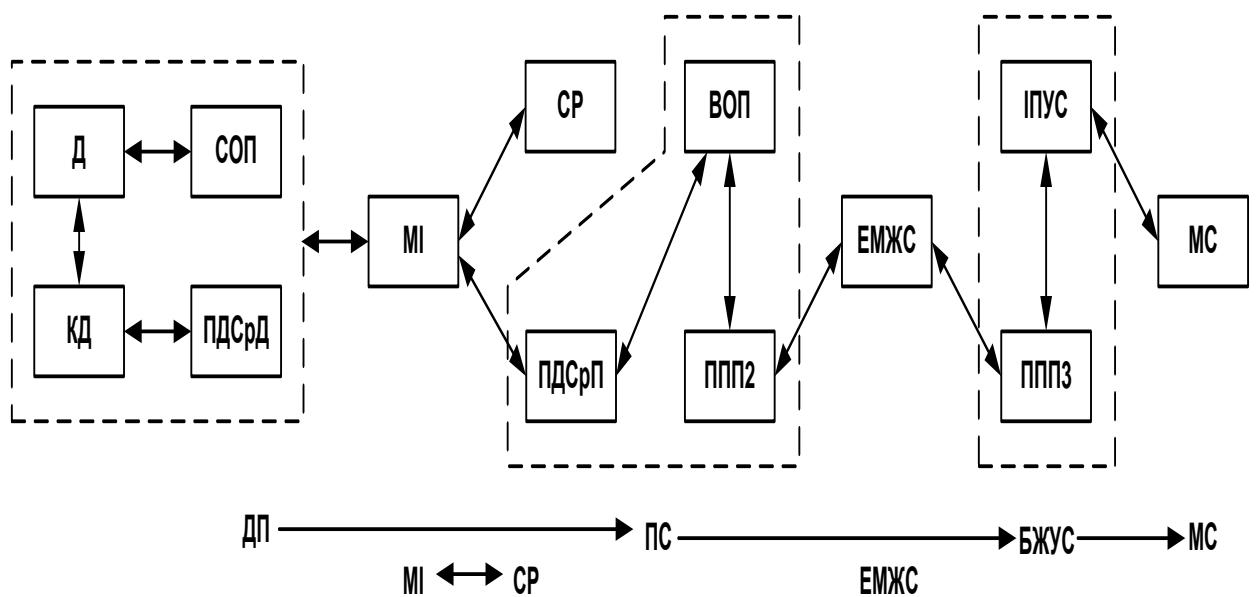 СР ВОП ІПУС
Д СОП
МІ ЕМЖС МС
КД ПДСрД
ПДСрП ППП2 ППП3
ДП ПС БЖУС МС
МІ СР ЕМЖС